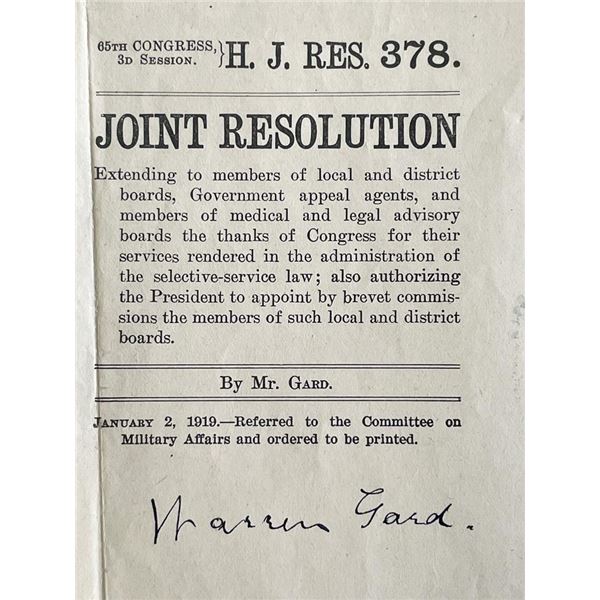 65TH CONGRESS,
3D SESSION.
} H. J. RES. 378.
JOINT RESOLUTION
Extending to members of local and district
boards, Government appeal agents, and
members of medical and legal advisory
boards the thanks of Congress for their
services rendered in the administration of
the selective-service law; also authorizing
the President to appoint by brevet commis-
sions the members of such local and district
boards.
By Mr. GARD.
JANUARY 2, 1919.—Referred to the Committee on
Military Affairs and ordered to be printed.
Warren Gard.